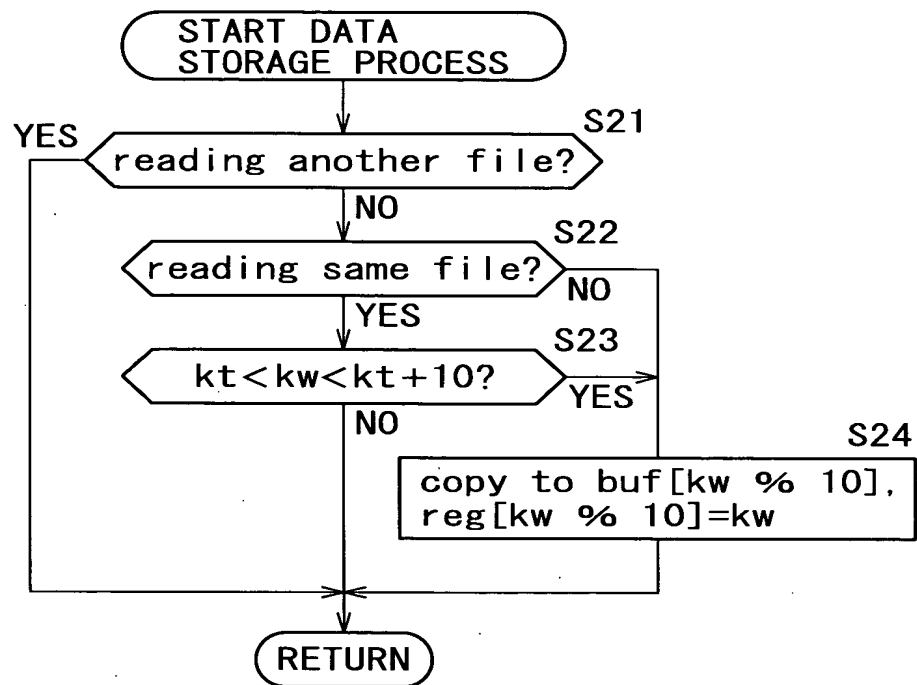 START DATA
STORAGE PROCESS
S21
YES
reading another file?
NO
S22
reading same file?
NO
YES
S23
kt<kw<kt+10?
YES
NO
S24
copy to buf[kw % 10],
reg[kw % 10]=kw
RETURN